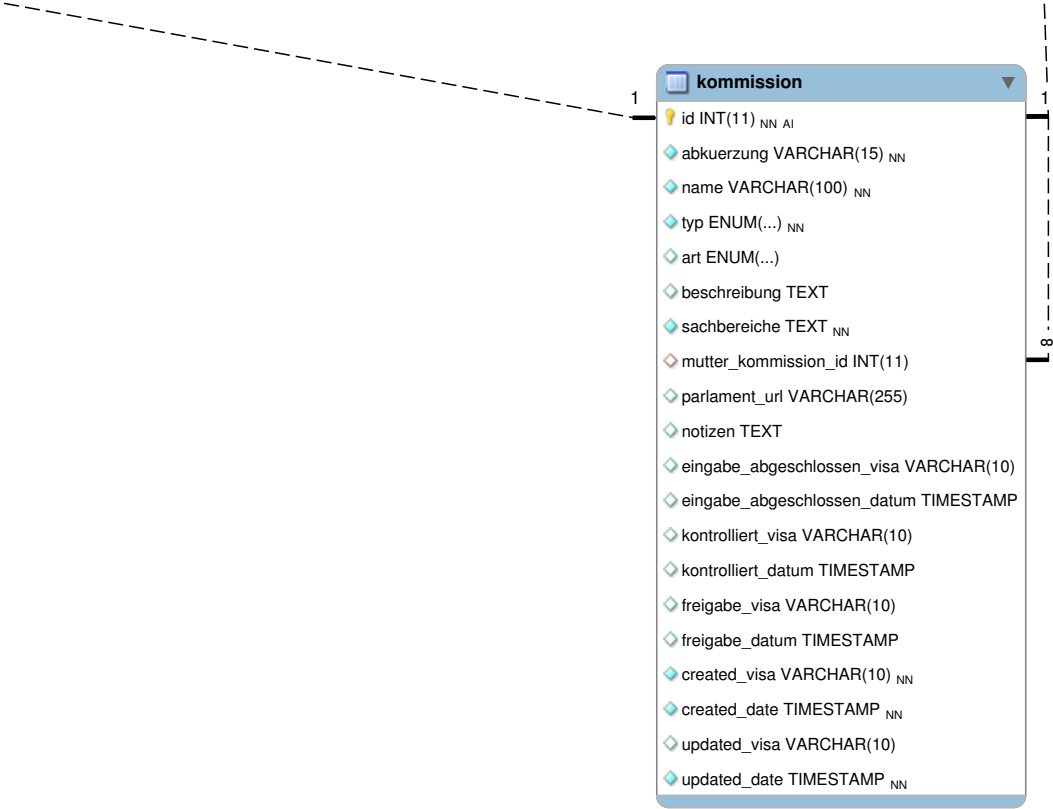 kommission
1
1
id INT(11) NN AI
abkuerzung VARCHAR(15) NN
name VARCHAR(100) NN
typ ENUM(...) NN
art ENUM(...)
beschreibung TEXT
sachbereiche TEXT NN
∞
mutter_kommission_id INT(11)
parlament_url VARCHAR(255)
notizen TEXT
eingabe_abgeschlossen_visa VARCHAR(10)
eingabe_abgeschlossen_datum TIMESTAMP
kontrolliert_visa VARCHAR(10)
kontrolliert_datum TIMESTAMP
freigabe_visa VARCHAR(10)
freigabe_datum TIMESTAMP
created_visa VARCHAR(10) NN
created_date TIMESTAMP NN
updated_visa VARCHAR(10)
updated_date TIMESTAMP NN